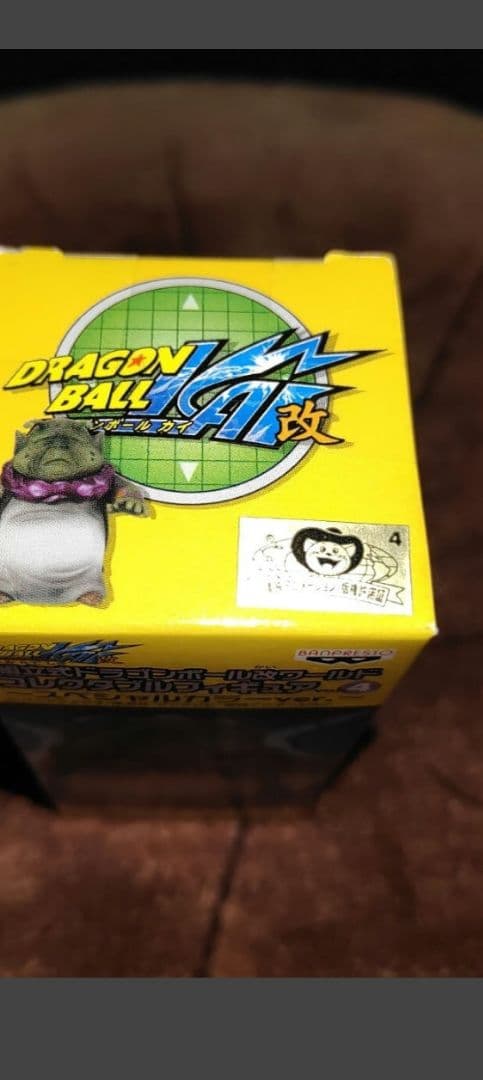 DRAGON
BALL KAI 改
ンボール カイ
4
BANPRESTO
ドラゴンボール改ワールド
かい
コレクタブルフィギュア 4
スペシャルカラーver.